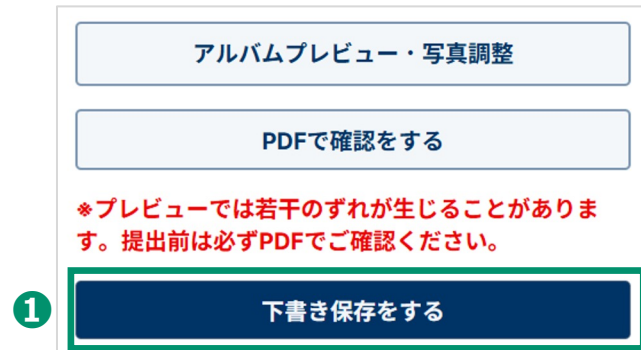 アルバムプレビュー・写真調整
PDFで確認をする
※プレビューでは若干のずれが生じることがありま
す。提出前は必ずPDFでご確認ください。
❶ 下書き保存をする